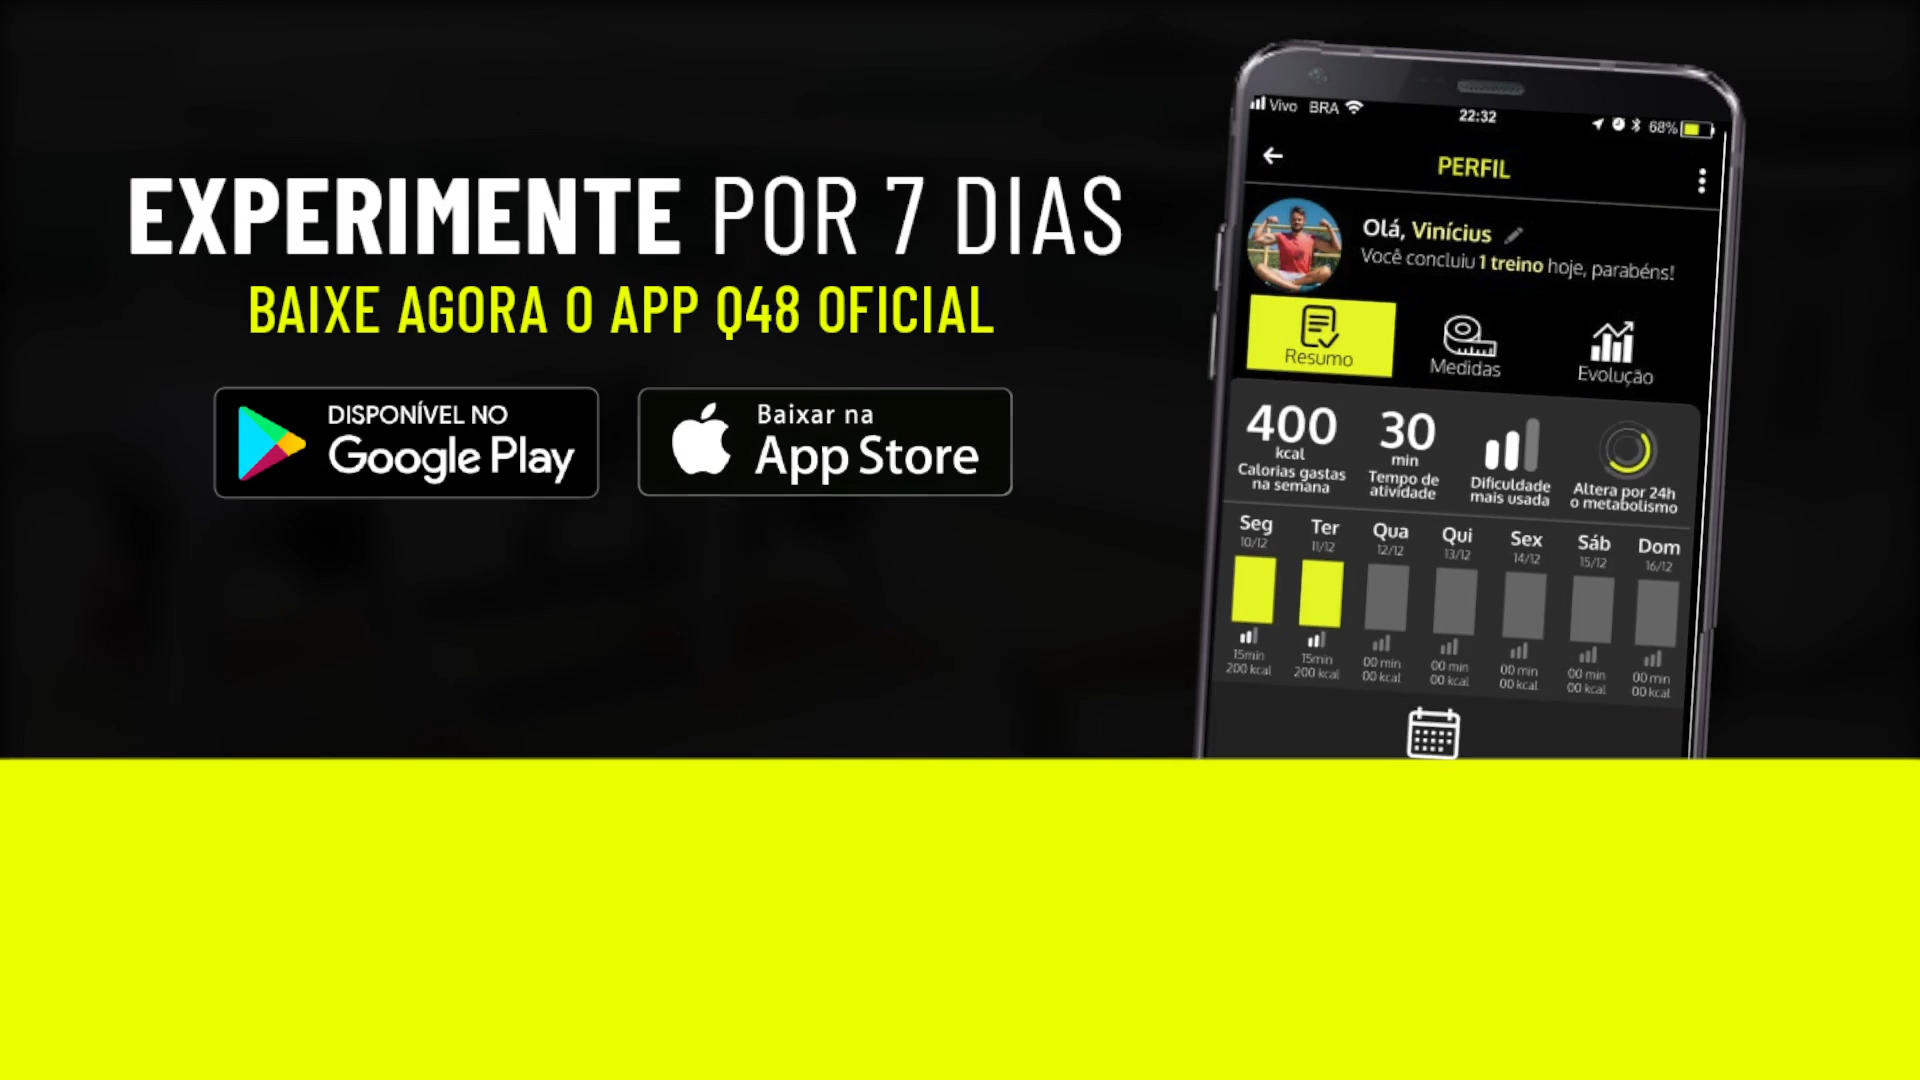 EXPERIMENTE POR 7 DIAS
BAIXE AGORA O APP Q48 OFICIAL
DISPONÍVEL NO
Google Play
Baixar na
App Store
Vivo BRA 22:32 68%
PERFIL
Olá, Vinícius
Você concluiu 1 treino hoje, parabéns!
Resumo Medidas Evolução
400 30
kcal min
Calorias gastas na semana
Tempo de atividade
Dificuldade mais usada
Altera por 24h o metabolismo
Seg Ter Qua Qui Sex Sáb Dom
10/12 11/12 12/12 13/12 14/12 15/12 16/12
15min 15min 00 min 00 min 00 min 00 min 00 min
200 kcal 200 kcal 00 kcal 00 kcal 00 kcal 00 kcal 00 kcal